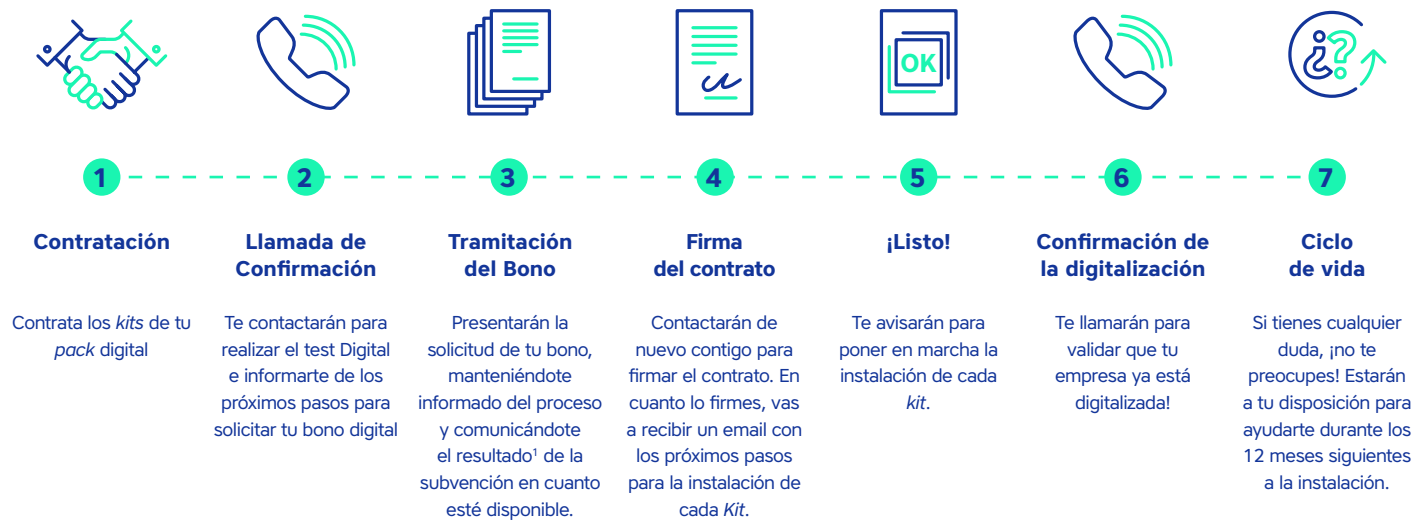 OK
¿?
1
2
3
4
5
6
7
Contratación
Contrata los kits de tu
pack digital
Llamada de
Confirmación
Te contactarán para
realizar el test Digital
e informarte de los
próximos pasos para
solicitar tu bono digital
Tramitación
del Bono
Presentarán la
solicitud de tu bono,
manteniéndote
informado del proceso
y comunicándote
el resultado¹ de la
subvención en cuanto
esté disponible.
Firma
del contrato
Contactarán de
nuevo contigo para
firmar el contrato. En
cuanto lo firmes, vas
a recibir un email con
los próximos pasos
para la instalación de
cada Kit.
¡Listo!
Te avisarán para
poner en marcha la
instalación de cada
kit.
Confirmación de
la digitalización
Te llamarán para
validar que tu
empresa ya está
digitalizada!
Ciclo
de vida
Si tienes cualquier
duda, ¡no te
preocupes! Estarán
a tu disposición para
ayudarte durante los
12 meses siguientes
a la instalación.